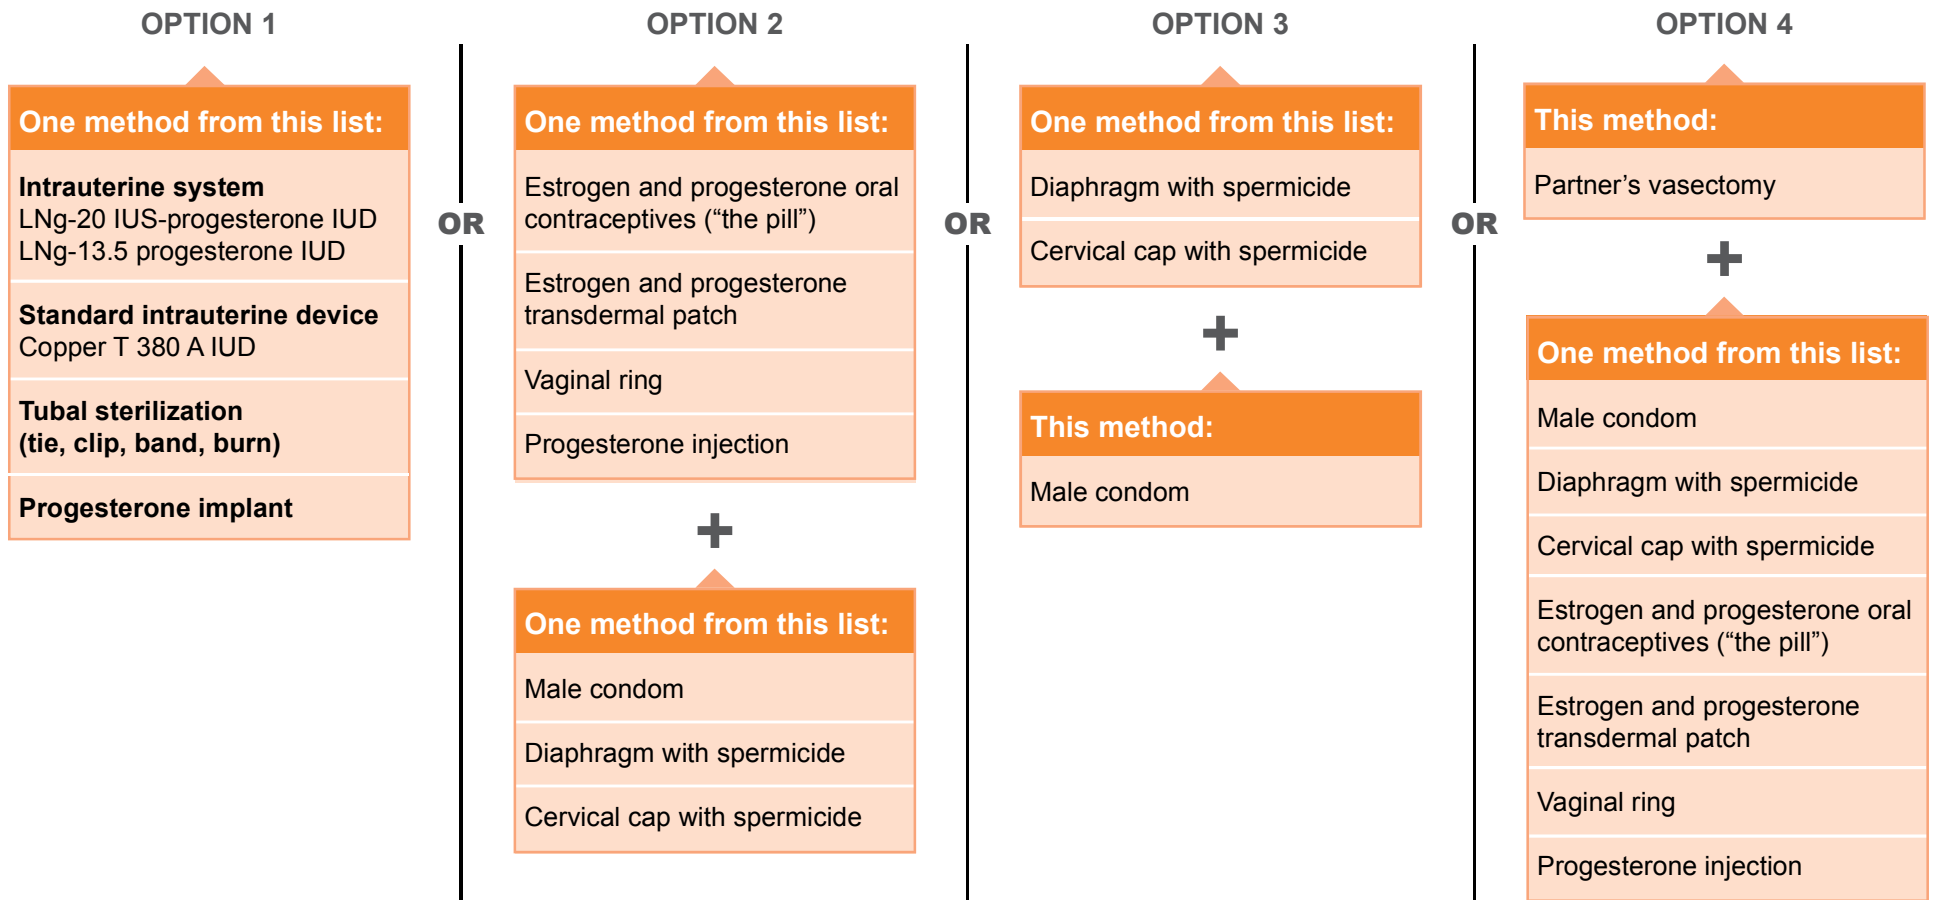 OPTION 1
One method from this list:
Intrauterine system
LNg-20 IUS-progesterone IUD
LNg-13.5 progesterone IUD
Standard intrauterine device
Copper T 380 A IUD
Tubal sterilization
(tie, clip, band, burn)
Progesterone implant
OR
OPTION 2
One method from this list:
Estrogen and progesterone oral
contraceptives (“the pill”)
Estrogen and progesterone
transdermal patch
Vaginal ring
Progesterone injection
+
One method from this list:
Male condom
Diaphragm with spermicide
Cervical cap with spermicide
OR
OPTION 3
One method from this list:
Diaphragm with spermicide
Cervical cap with spermicide
+
This method:
Male condom
OR
OPTION 4
This method:
Partner’s vasectomy
+
One method from this list:
Male condom
Diaphragm with spermicide
Cervical cap with spermicide
Estrogen and progesterone oral
contraceptives (“the pill”)
Estrogen and progesterone
transdermal patch
Vaginal ring
Progesterone injection